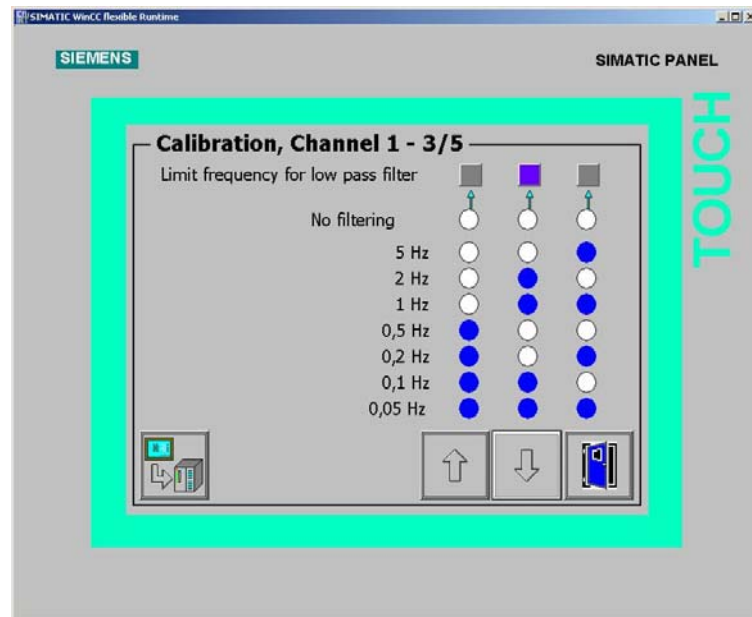 SIMATIC WinCC flexible Runtime
SIEMENS
SIMATIC PANEL
TOUCH
Calibration, Channel 1 - 3/5
Limit frequency for low pass filter
No filtering
5 Hz
2 Hz
1 Hz
0,5 Hz
0,2 Hz
0,1 Hz
0,05 Hz